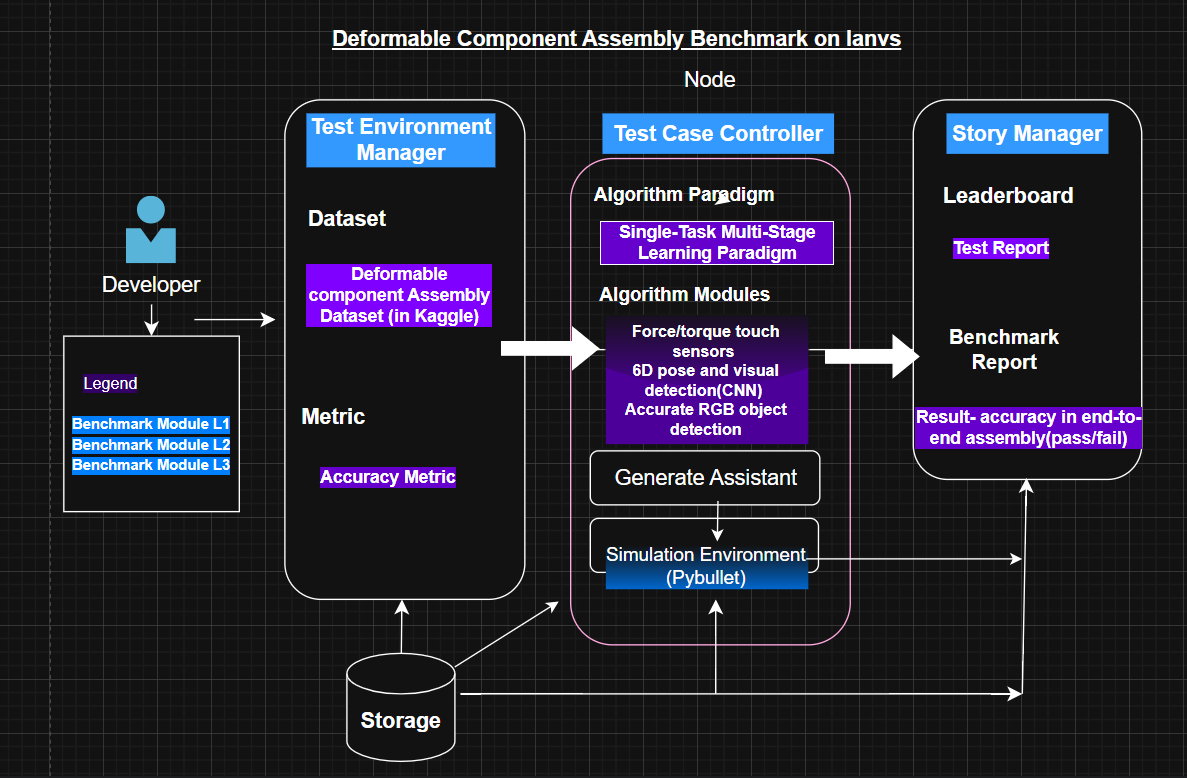 Deformable Component Assembly Benchmark on Ianvs
Node
Test Environment
Manager
Dataset
Deformable
component Assembly
Dataset (in Kaggle)
Metric
Accuracy Metric
Developer
Legend
Benchmark Module L1
Benchmark Module L2
Benchmark Module L3
Test Case Controller
Algorithm Paradigm
Single-Task Multi-Stage
Learning Paradigm
Algorithm Modules
Force/torque touch
sensors
6D pose and visual
detection(CNN)
Accurate RGB object
detection
Generate Assistant
Simulation Environment
(Pybullet)
Story Manager
Leaderboard
Test Report
Benchmark
Report
Result- accuracy in end-to-
end assembly(pass/fail)
Storage